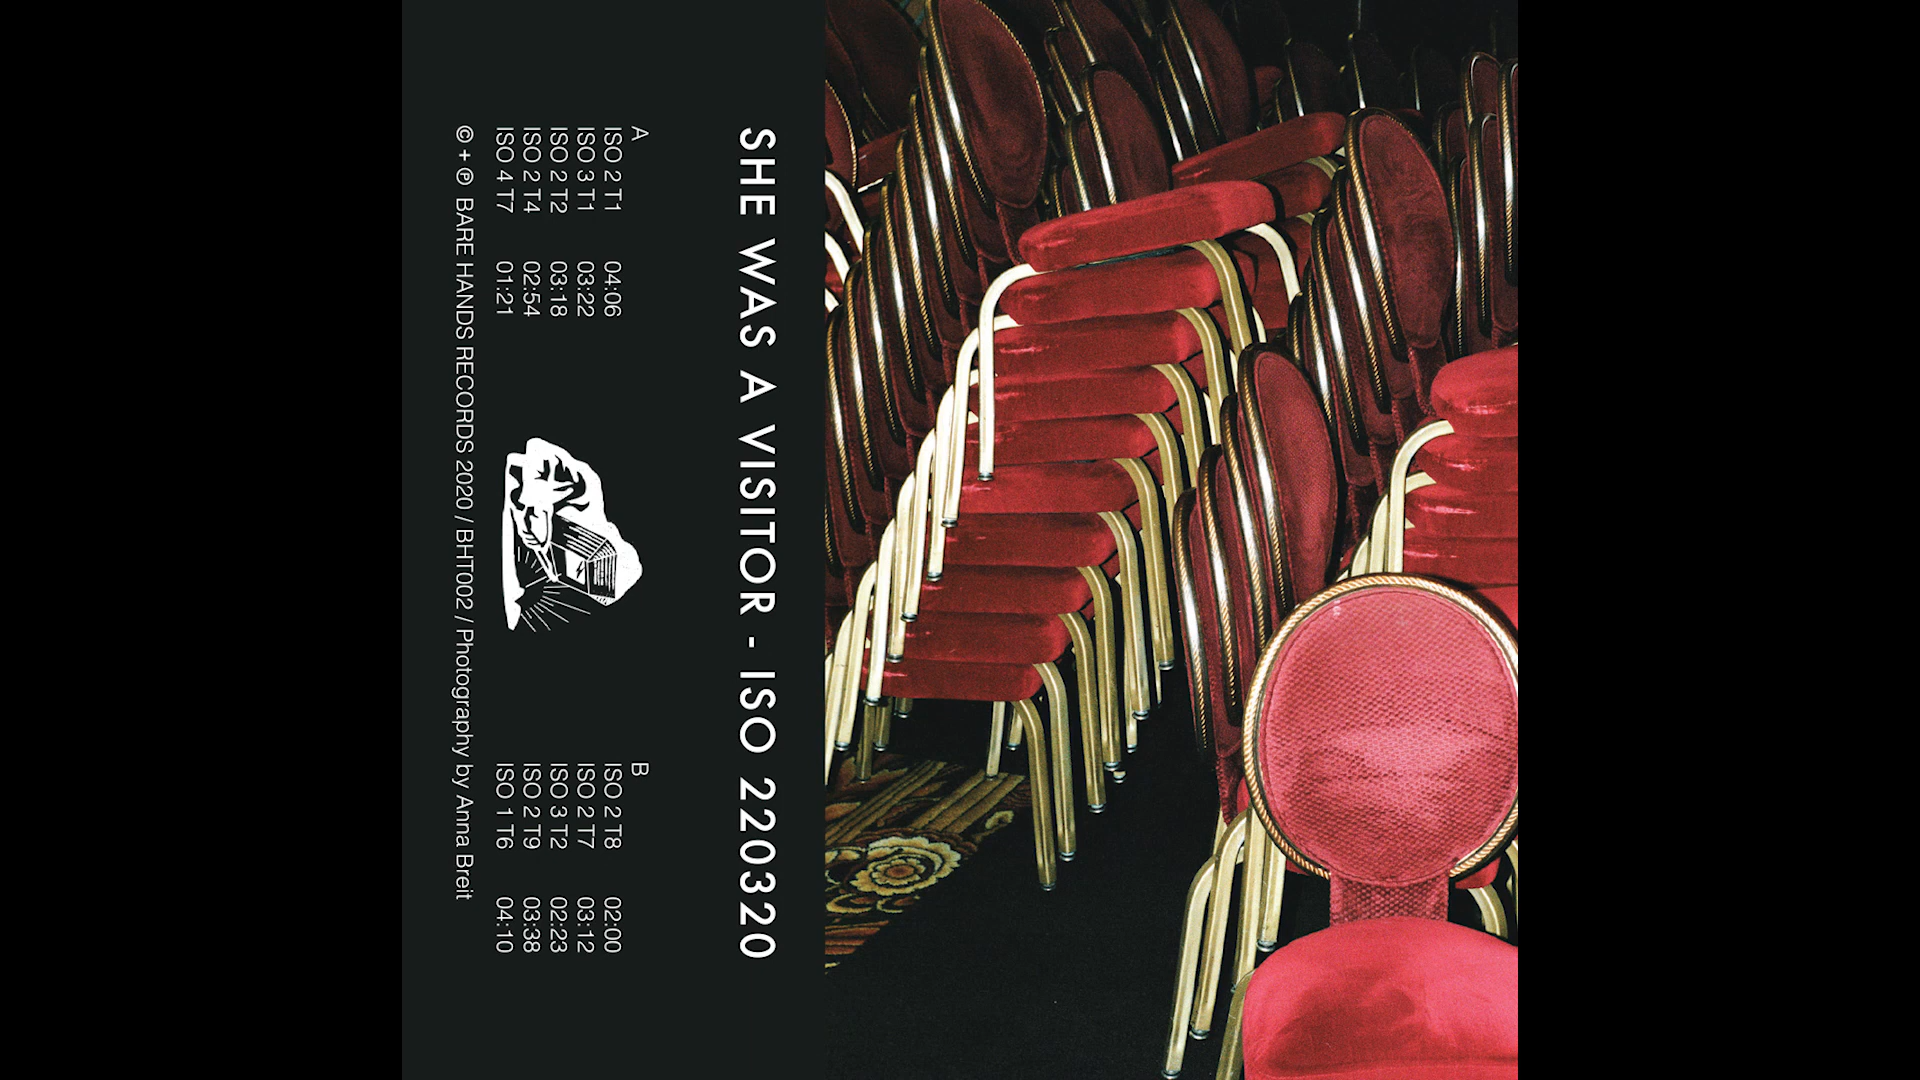 SHE WAS A VISITOR - ISO 220320
A
ISO 2 T1 04:06
ISO 3 T1 03:22
ISO 2 T2 03:18
ISO 2 T4 02:54
ISO 4 T7 01:21
B
ISO 2 T8 02:00
ISO 2 T7 03:12
ISO 3 T2 02:23
ISO 2 T9 03:38
ISO 1 T6 04:10
© + ℗ BARE HANDS RECORDS 2020 / BHT002 / Photography by Anna Breit